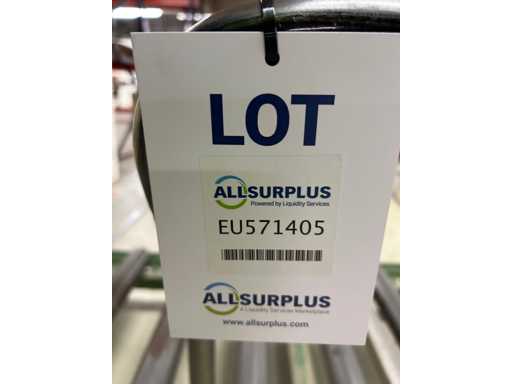 LOT
ALLSURPLUS
Powered by Liquidity Services
EU571405
ALLSURPLUS
A Liquidity Services Marketplace
www.allsurplus.com